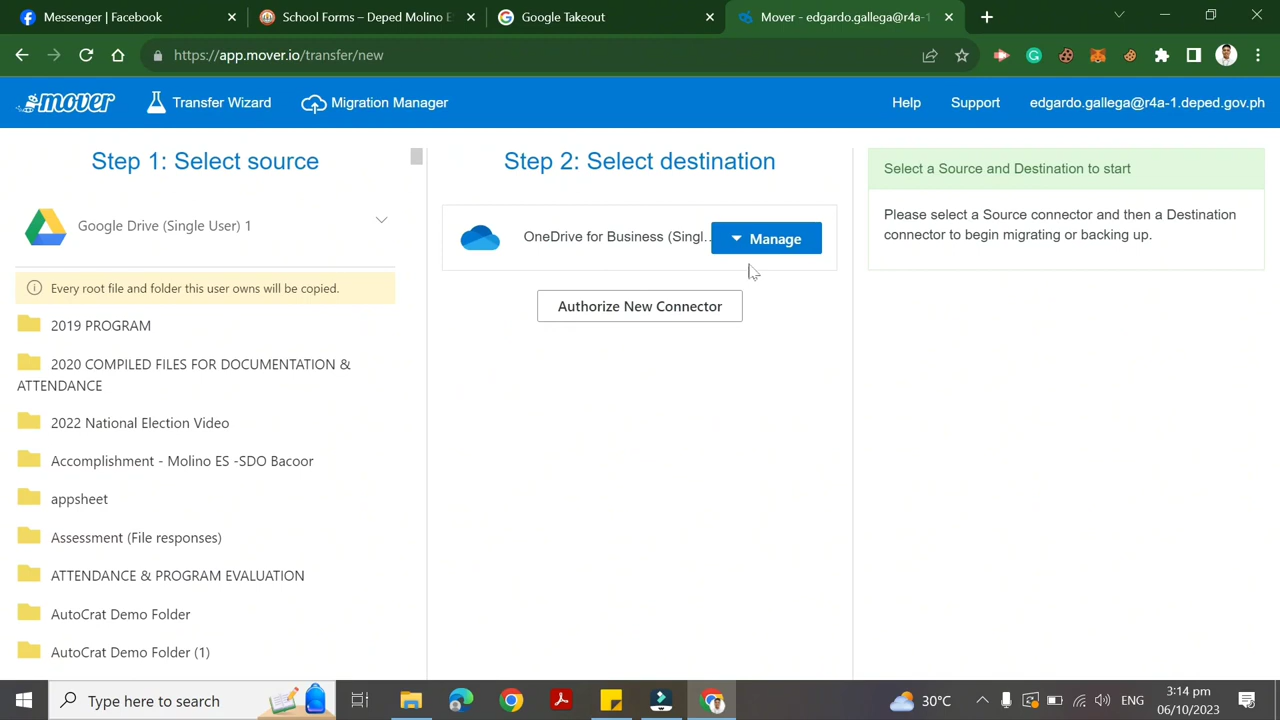 Messenger | Facebook
School Forms – Deped Molino E
Google Takeout
Mover - edgardo.gallega@r4a-1
https://app.mover.io/transfer/new
mover
Transfer Wizard
Migration Manager
Help
Support
edgardo.gallega@r4a-1.deped.gov.ph
Step 1: Select source
Google Drive (Single User) 1
Every root file and folder this user owns will be copied.
2019 PROGRAM
2020 COMPILED FILES FOR DOCUMENTATION &
ATTENDANCE
2022 National Election Video
Accomplishment - Molino ES -SDO Bacoor
appsheet
Assessment (File responses)
ATTENDANCE & PROGRAM EVALUATION
AutoCrat Demo Folder
AutoCrat Demo Folder (1)
Step 2: Select destination
OneDrive for Business (Singl...
Manage
Authorize New Connector
Select a Source and Destination to start
Please select a Source connector and then a Destination
connector to begin migrating or backing up.
Type here to search
30°C
ENG
3:14 pm
06/10/2023